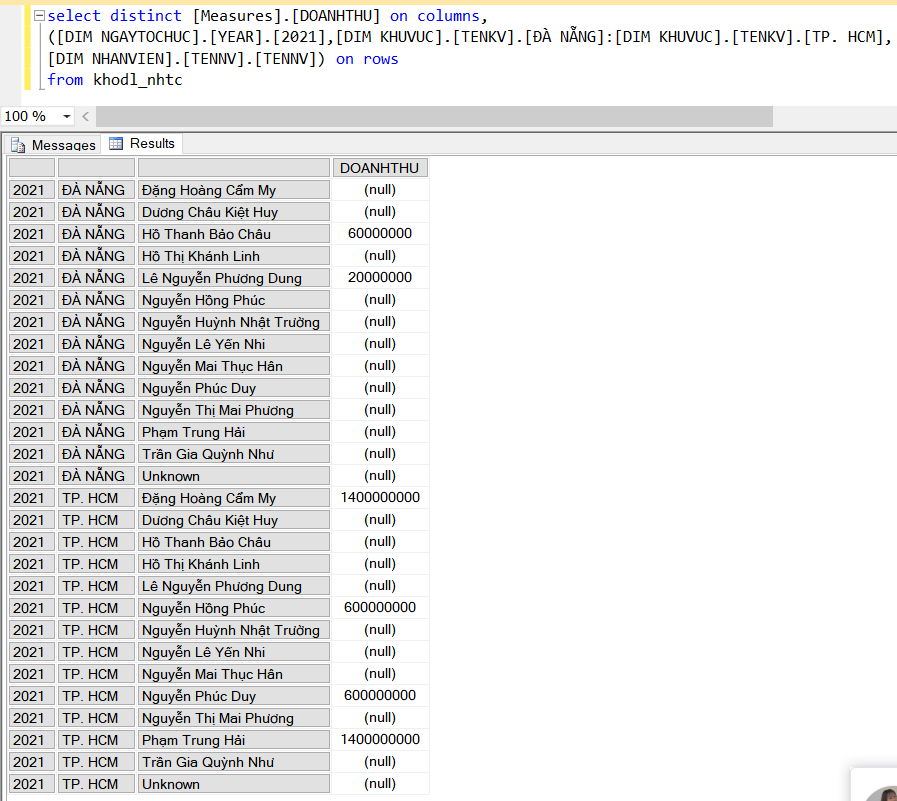 select distinct [Measures].[DOANHTHU] on columns,
([DIM NGAYTOCHUC].[YEAR].[2021],[DIM KHUVUC].[TENKV].[ĐÀ NẴNG]:[DIM KHUVUC].[TENKV].[TP. HCM],
[DIM NHANVIEN].[TENNV].[TENNV]) on rows
from khodl_nhtc
100 %
Messages Results
DOANHTHU
2021 ĐÀ NẴNG Đặng Hoàng Cẩm My (null)
2021 ĐÀ NẴNG Dương Châu Kiệt Huy (null)
2021 ĐÀ NẴNG Hồ Thanh Bảo Châu 60000000
2021 ĐÀ NẴNG Hồ Thị Khánh Linh (null)
2021 ĐÀ NẴNG Lê Nguyễn Phương Dung 20000000
2021 ĐÀ NẴNG Nguyễn Hồng Phúc (null)
2021 ĐÀ NẴNG Nguyễn Huỳnh Nhật Trường (null)
2021 ĐÀ NẴNG Nguyễn Lê Yến Nhi (null)
2021 ĐÀ NẴNG Nguyễn Mai Thục Hân (null)
2021 ĐÀ NẴNG Nguyễn Phúc Duy (null)
2021 ĐÀ NẴNG Nguyễn Thị Mai Phương (null)
2021 ĐÀ NẴNG Phạm Trung Hải (null)
2021 ĐÀ NẴNG Trần Gia Quỳnh Như (null)
2021 ĐÀ NẴNG Unknown (null)
2021 TP. HCM Đặng Hoàng Cẩm My 1400000000
2021 TP. HCM Dương Châu Kiệt Huy (null)
2021 TP. HCM Hồ Thanh Bảo Châu (null)
2021 TP. HCM Hồ Thị Khánh Linh (null)
2021 TP. HCM Lê Nguyễn Phương Dung (null)
2021 TP. HCM Nguyễn Hồng Phúc 600000000
2021 TP. HCM Nguyễn Huỳnh Nhật Trường (null)
2021 TP. HCM Nguyễn Lê Yến Nhi (null)
2021 TP. HCM Nguyễn Mai Thục Hân (null)
2021 TP. HCM Nguyễn Phúc Duy 600000000
2021 TP. HCM Nguyễn Thị Mai Phương (null)
2021 TP. HCM Phạm Trung Hải 1400000000
2021 TP. HCM Trần Gia Quỳnh Như (null)
2021 TP. HCM Unknown (null)